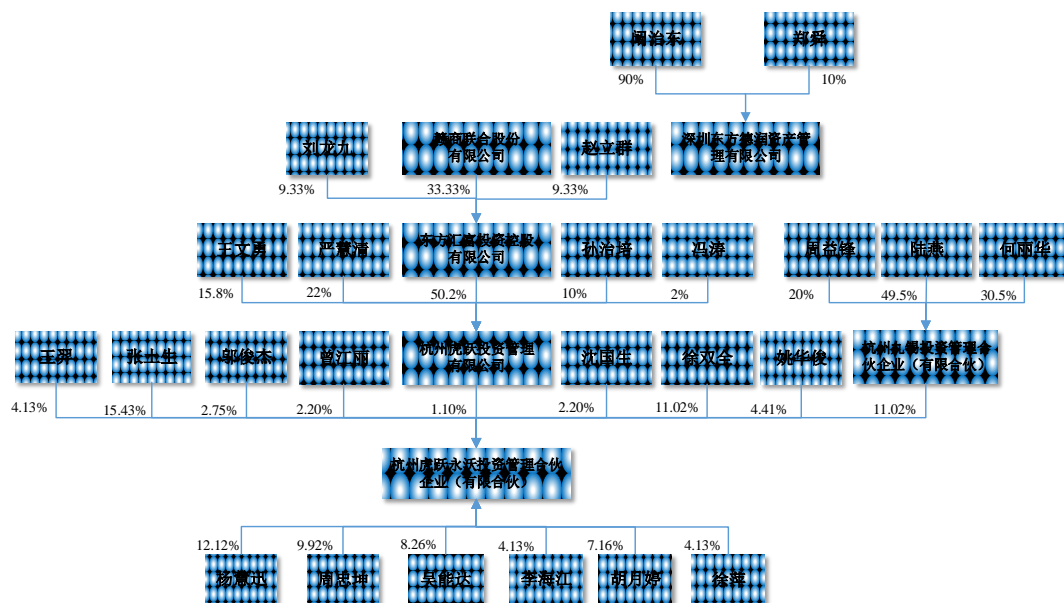 阚治东
郑舜
90%
10%
刘龙九
赣商联合股份
有限公司
赵立群
深圳东方德润资产管
理有限公司
9.33%
33.33%
9.33%
王文勇
严慧清
东方汇富投资控股
有限公司
孙治培
冯涛
周益锋
陆燕
何丽华
15.8%
22%
50.2%
10%
2%
20%
49.5%
30.5%
王羿
张土生
邬俊杰
曾江丽
杭州虎跃投资管理
有限公司
沈国生
徐双全
姚华俊
杭州九锡投资管理合
伙企业(有限合伙)
4.13%
15.43%
2.75%
2.20%
1.10%
2.20%
11.02%
4.41%
11.02%
杭州虎跃永沃投资管理合伙
企业(有限合伙)
12.12%
9.92%
8.26%
4.13%
7.16%
4.13%
杨慧迅
周忠坤
吴能达
李海江
胡月婷
徐萍